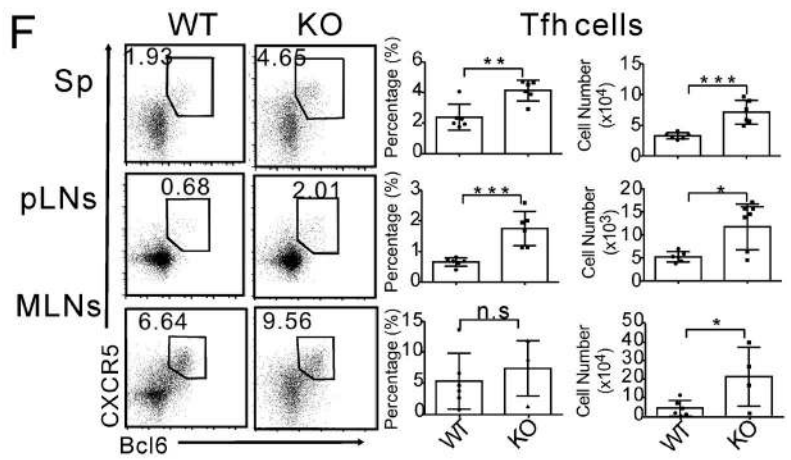 F
WT KO Tfh cells
Sp
1.93
4.65
Percentage (%)
6
4
2
0
**
Cell Number
(x10⁴)
15
10
5
0
***
pLNs
0.68
2.01
Percentage (%)
3
2
1
0
***
Cell Number
(x10³)
20
15
10
5
0
*
MLNs
6.64
9.56
Percentage (%)
15
10
5
0
n.s
WT
KO
Cell Number
(x10⁴)
50
40
30
20
10
0
*
WT
KO
CXCR5
Bcl6